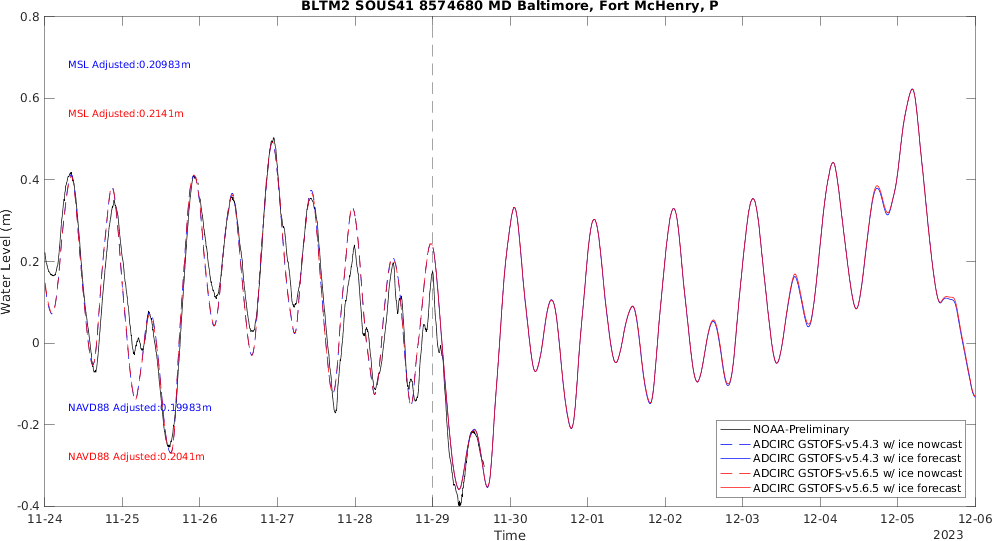 BLTM2 SOUS41 8574680 MD Baltimore, Fort McHenry, P
0.8
0.6
0.4
0.2
0
-0.2
-0.4
Water Level (m)
MSL Adjusted:0.20983m
MSL Adjusted:0.2141m
NAVD88 Adjusted:0.19983m
NAVD88 Adjusted:0.2041m
NOAA-Preliminary
ADCIRC GSTOFS-v5.4.3 w/ ice nowcast
ADCIRC GSTOFS-v5.4.3 w/ ice forecast
ADCIRC GSTOFS-v5.6.5 w/ ice nowcast
ADCIRC GSTOFS-v5.6.5 w/ ice forecast
11-24 11-25 11-26 11-27 11-28 11-29 11-30 12-01 12-02 12-03 12-04 12-05 12-06
Time
2023